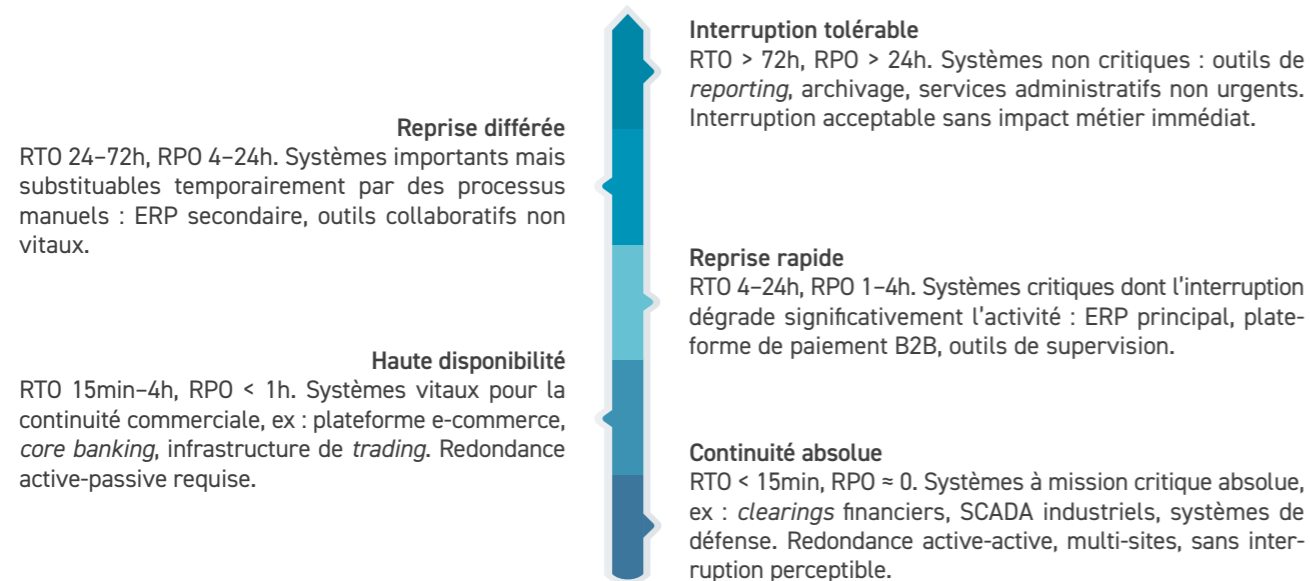 Interruption tolérable
RTO > 72h, RPO > 24h. Systèmes non critiques : outils de
reporting, archivage, services administratifs non urgents.
Interruption acceptable sans impact métier immédiat.
Reprise différée
RTO 24–72h, RPO 4–24h. Systèmes importants mais
substituables temporairement par des processus
manuels : ERP secondaire, outils collaboratifs non
vitaux.
Reprise rapide
RTO 4–24h, RPO 1–4h. Systèmes critiques dont l’interruption
dégrade significativement l’activité : ERP principal, plate-
forme de paiement B2B, outils de supervision.
Haute disponibilité
RTO 15min–4h, RPO < 1h. Systèmes vitaux pour la
continuité commerciale, ex : plateforme e-commerce,
core banking, infrastructure de trading. Redondance
active-passive requise.
Continuité absolue
RTO < 15min, RPO ≈ 0. Systèmes à mission critique absolue,
ex : clearings financiers, SCADA industriels, systèmes de
défense. Redondance active-active, multi-sites, sans inter-
ruption perceptible.